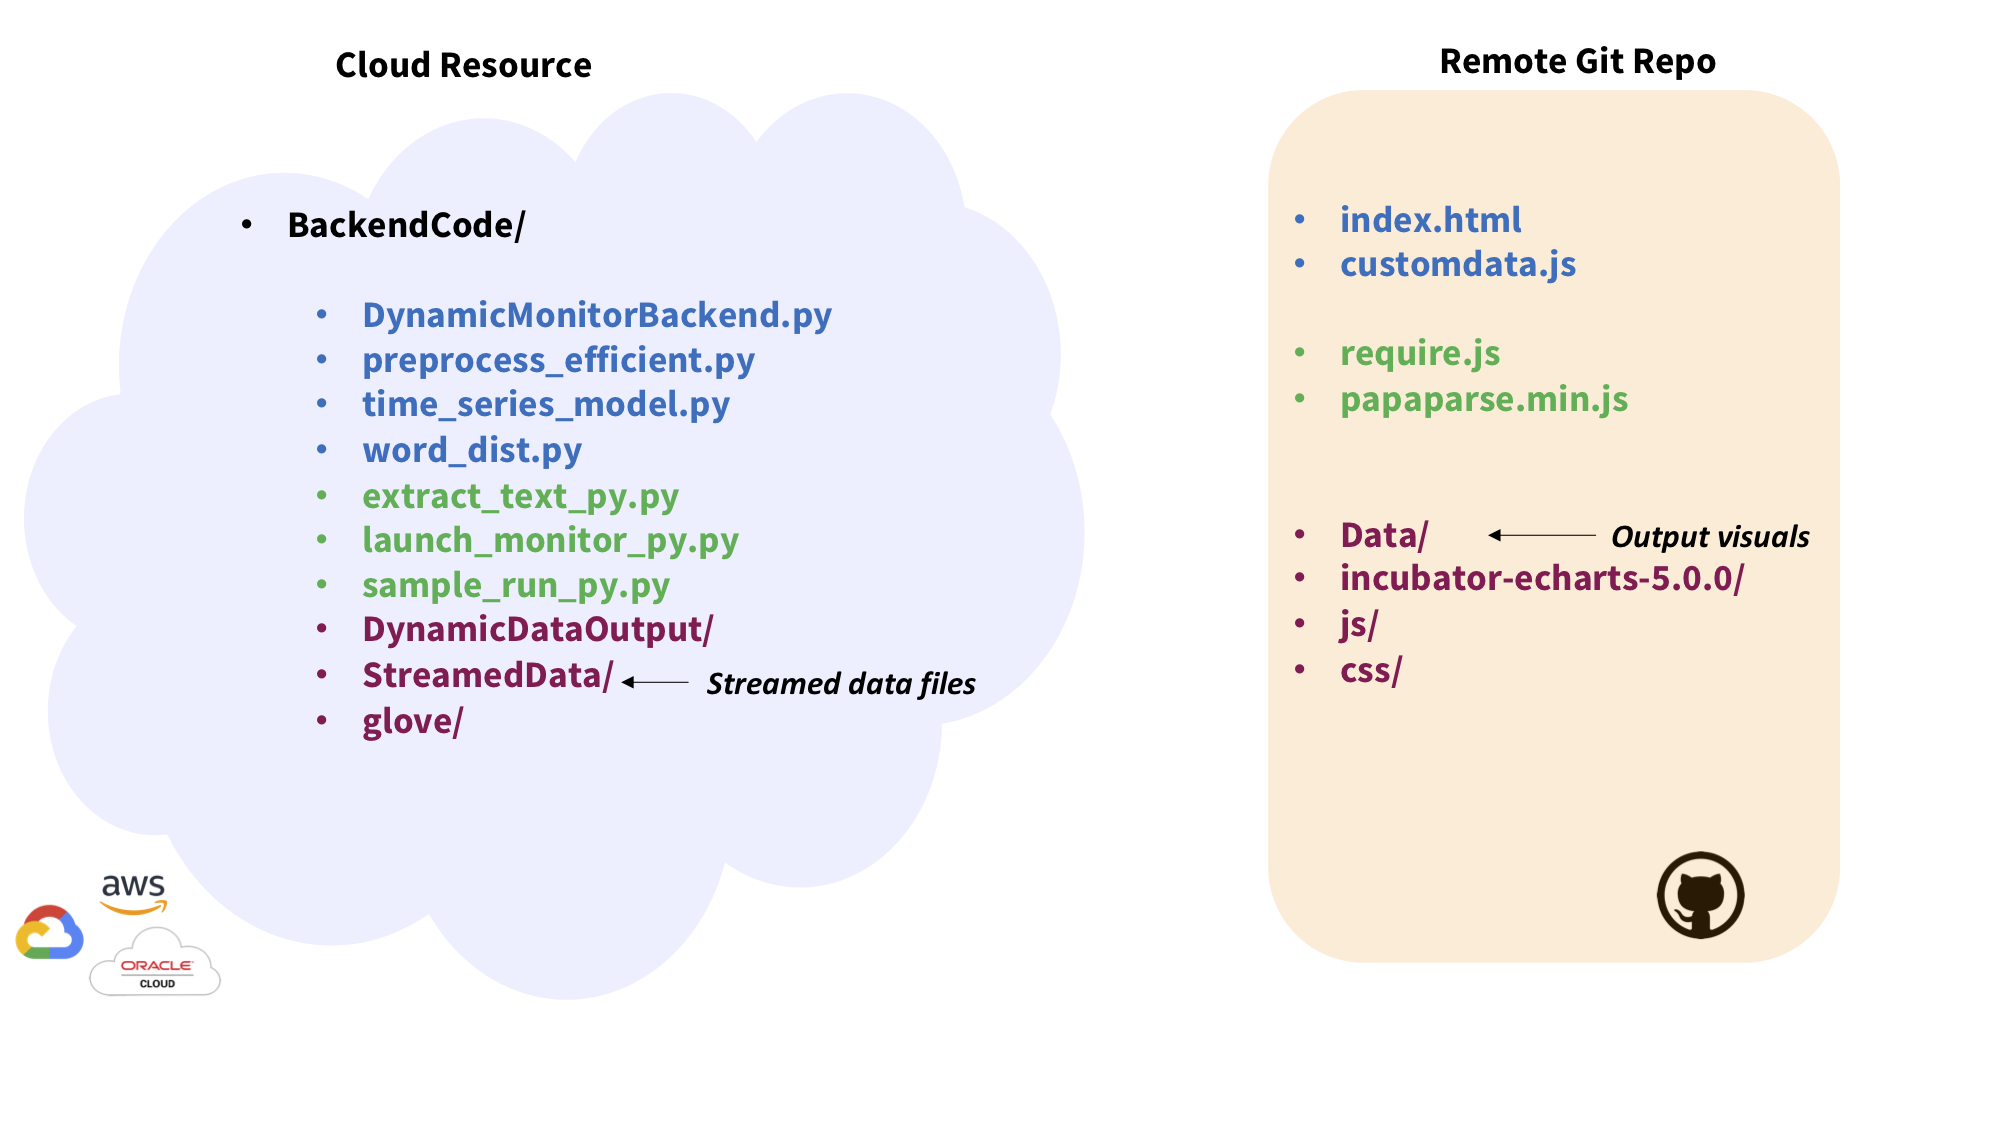 Cloud Resource
• BackendCode/
• DynamicMonitorBackend.py
• preprocess_efficient.py
• time_series_model.py
• word_dist.py
• extract_text_py.py
• launch_monitor_py.py
• sample_run_py.py
• DynamicDataOutput/
• StreamedData/ Streamed data files
• glove/
aws
ORACLE
CLOUD
Remote Git Repo
• index.html
• customdata.js
• require.js
• papaparse.min.js
• Data/ Output visuals
• incubator-echarts-5.0.0/
• js/
• css/